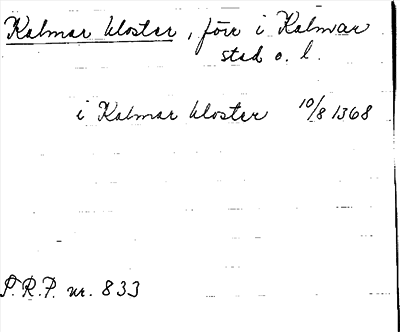 Kalmar kloster, förr i Kalmar
stad o. l.
i Kalmar kloster 10/8 1368
P.R.P. nr. 833